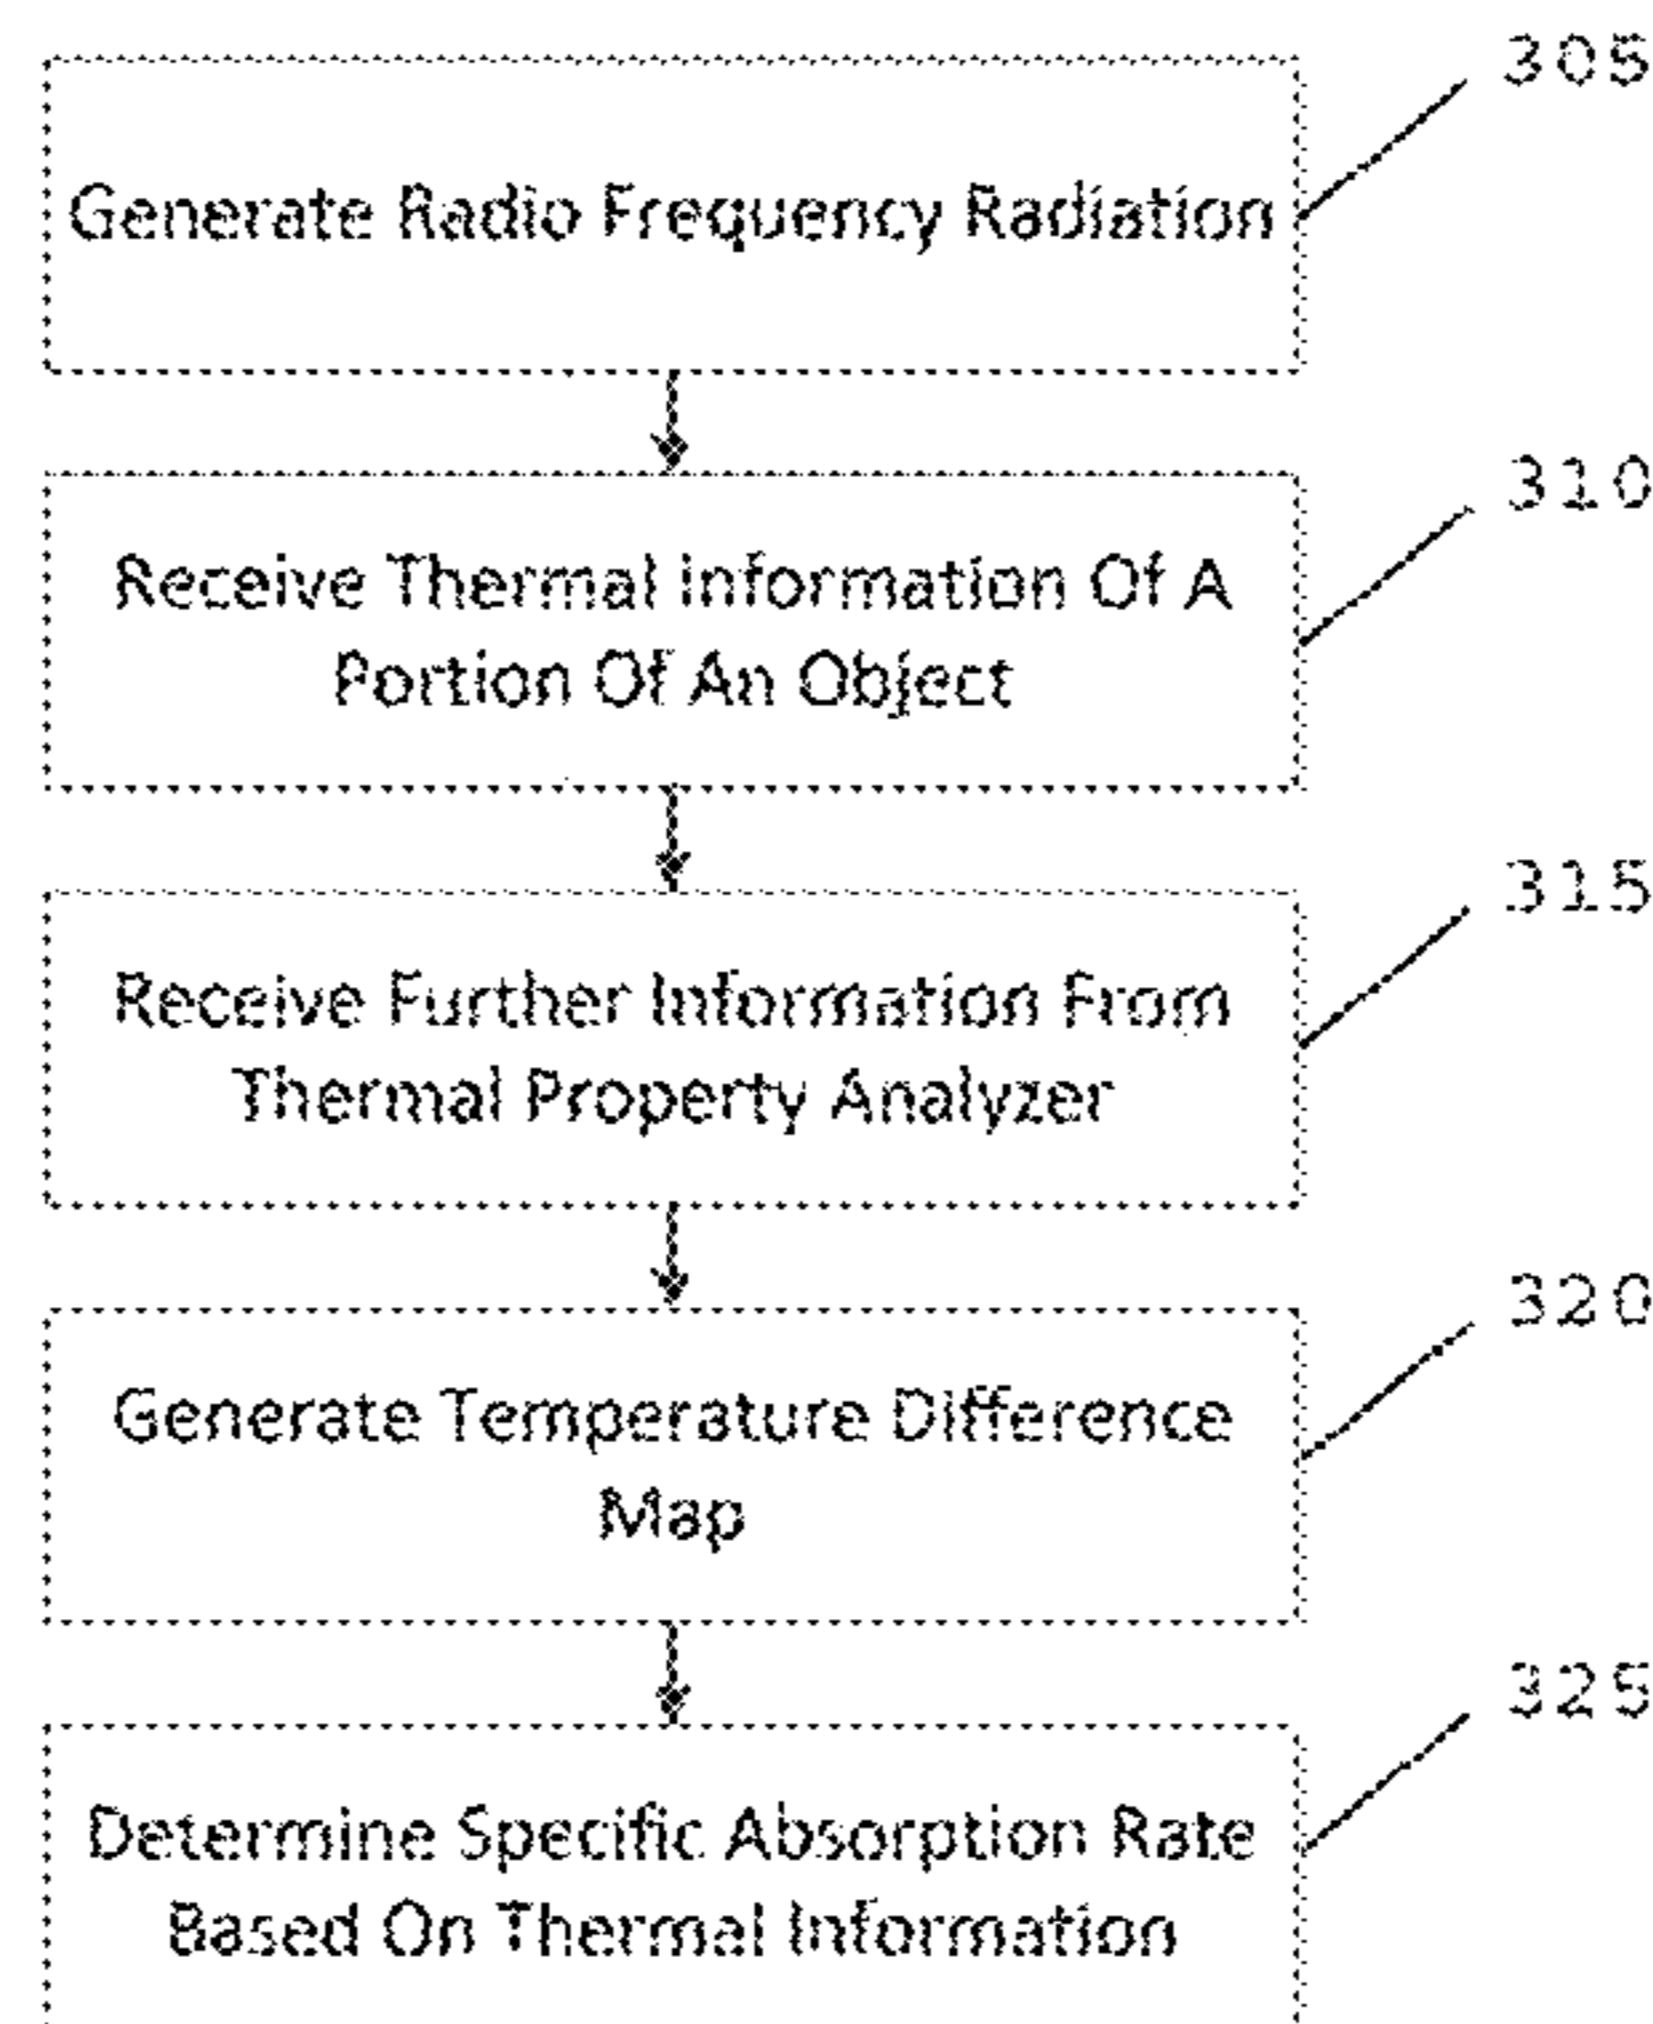 305
Generate Radio Frequency Radiation
310
Receive Thermal Information Of A
Portion Of An Object
315
Receive Further Information From
Thermal Property Analyzer
320
Generate Temperature Difference
Map
325
Determine Specific Absorption Rate
Based On Thermal Information